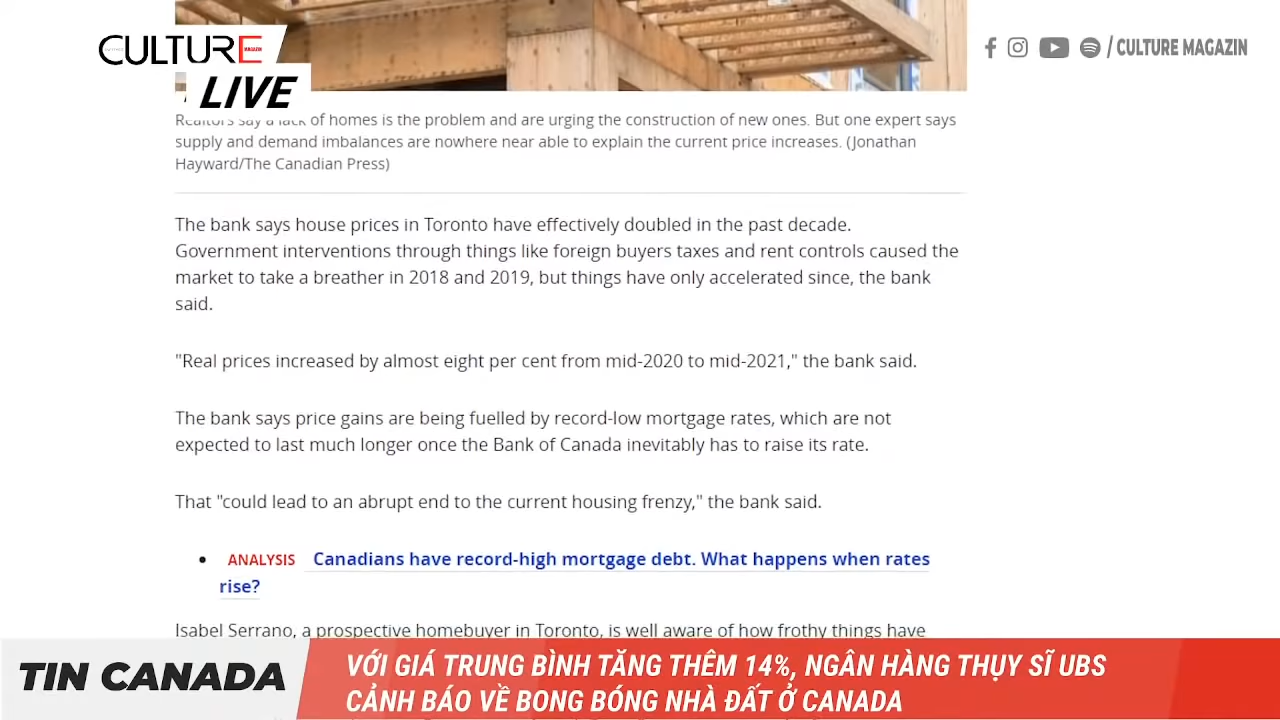 CULTURE
MAGAZIN
LIVE
/ CULTURE MAGAZIN
Realtors say a lack of homes is the problem and are urging the construction of new ones. But one expert says
supply and demand imbalances are nowhere near able to explain the current price increases. (Jonathan
Hayward/The Canadian Press)
The bank says house prices in Toronto have effectively doubled in the past decade.
Government interventions through things like foreign buyers taxes and rent controls caused the
market to take a breather in 2018 and 2019, but things have only accelerated since, the bank
said.
"Real prices increased by almost eight per cent from mid-2020 to mid-2021," the bank said.
The bank says price gains are being fuelled by record-low mortgage rates, which are not
expected to last much longer once the Bank of Canada inevitably has to raise its rate.
That "could lead to an abrupt end to the current housing frenzy," the bank said.
• ANALYSIS Canadians have record-high mortgage debt. What happens when rates
rise?
Isabel Serrano, a prospective homebuyer in Toronto, is well aware of how frothy things have
TIN CANADA
VỚI GIÁ TRUNG BÌNH TĂNG THÊM 14%, NGÂN HÀNG THỤY SĨ UBS
CẢNH BÁO VỀ BONG BÓNG NHÀ ĐẤT Ở CANADA